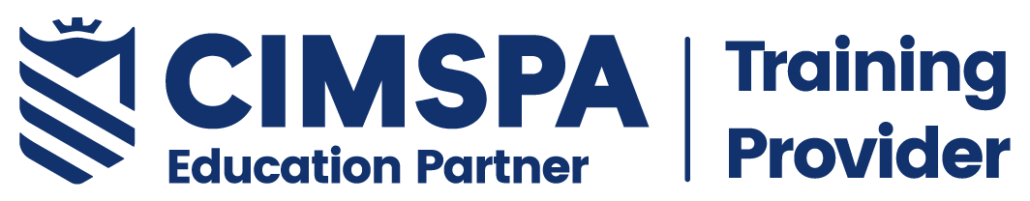 CIMSPA
Education Partner
Training
Provider